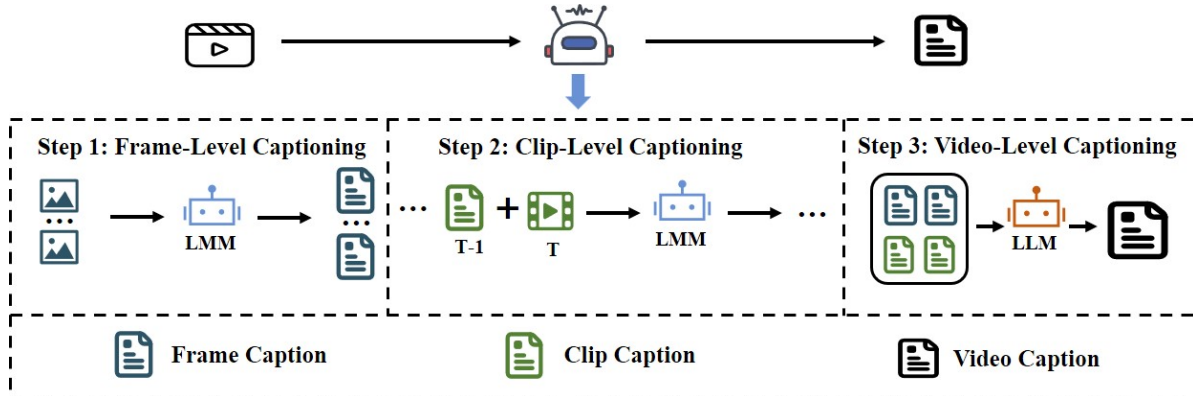 Step 1: Frame-Level Captioning
Step 2: Clip-Level Captioning
Step 3: Video-Level Captioning
...
LMM
...
...
+
T-1
T
LMM
...
LLM
Frame Caption
Clip Caption
Video Caption